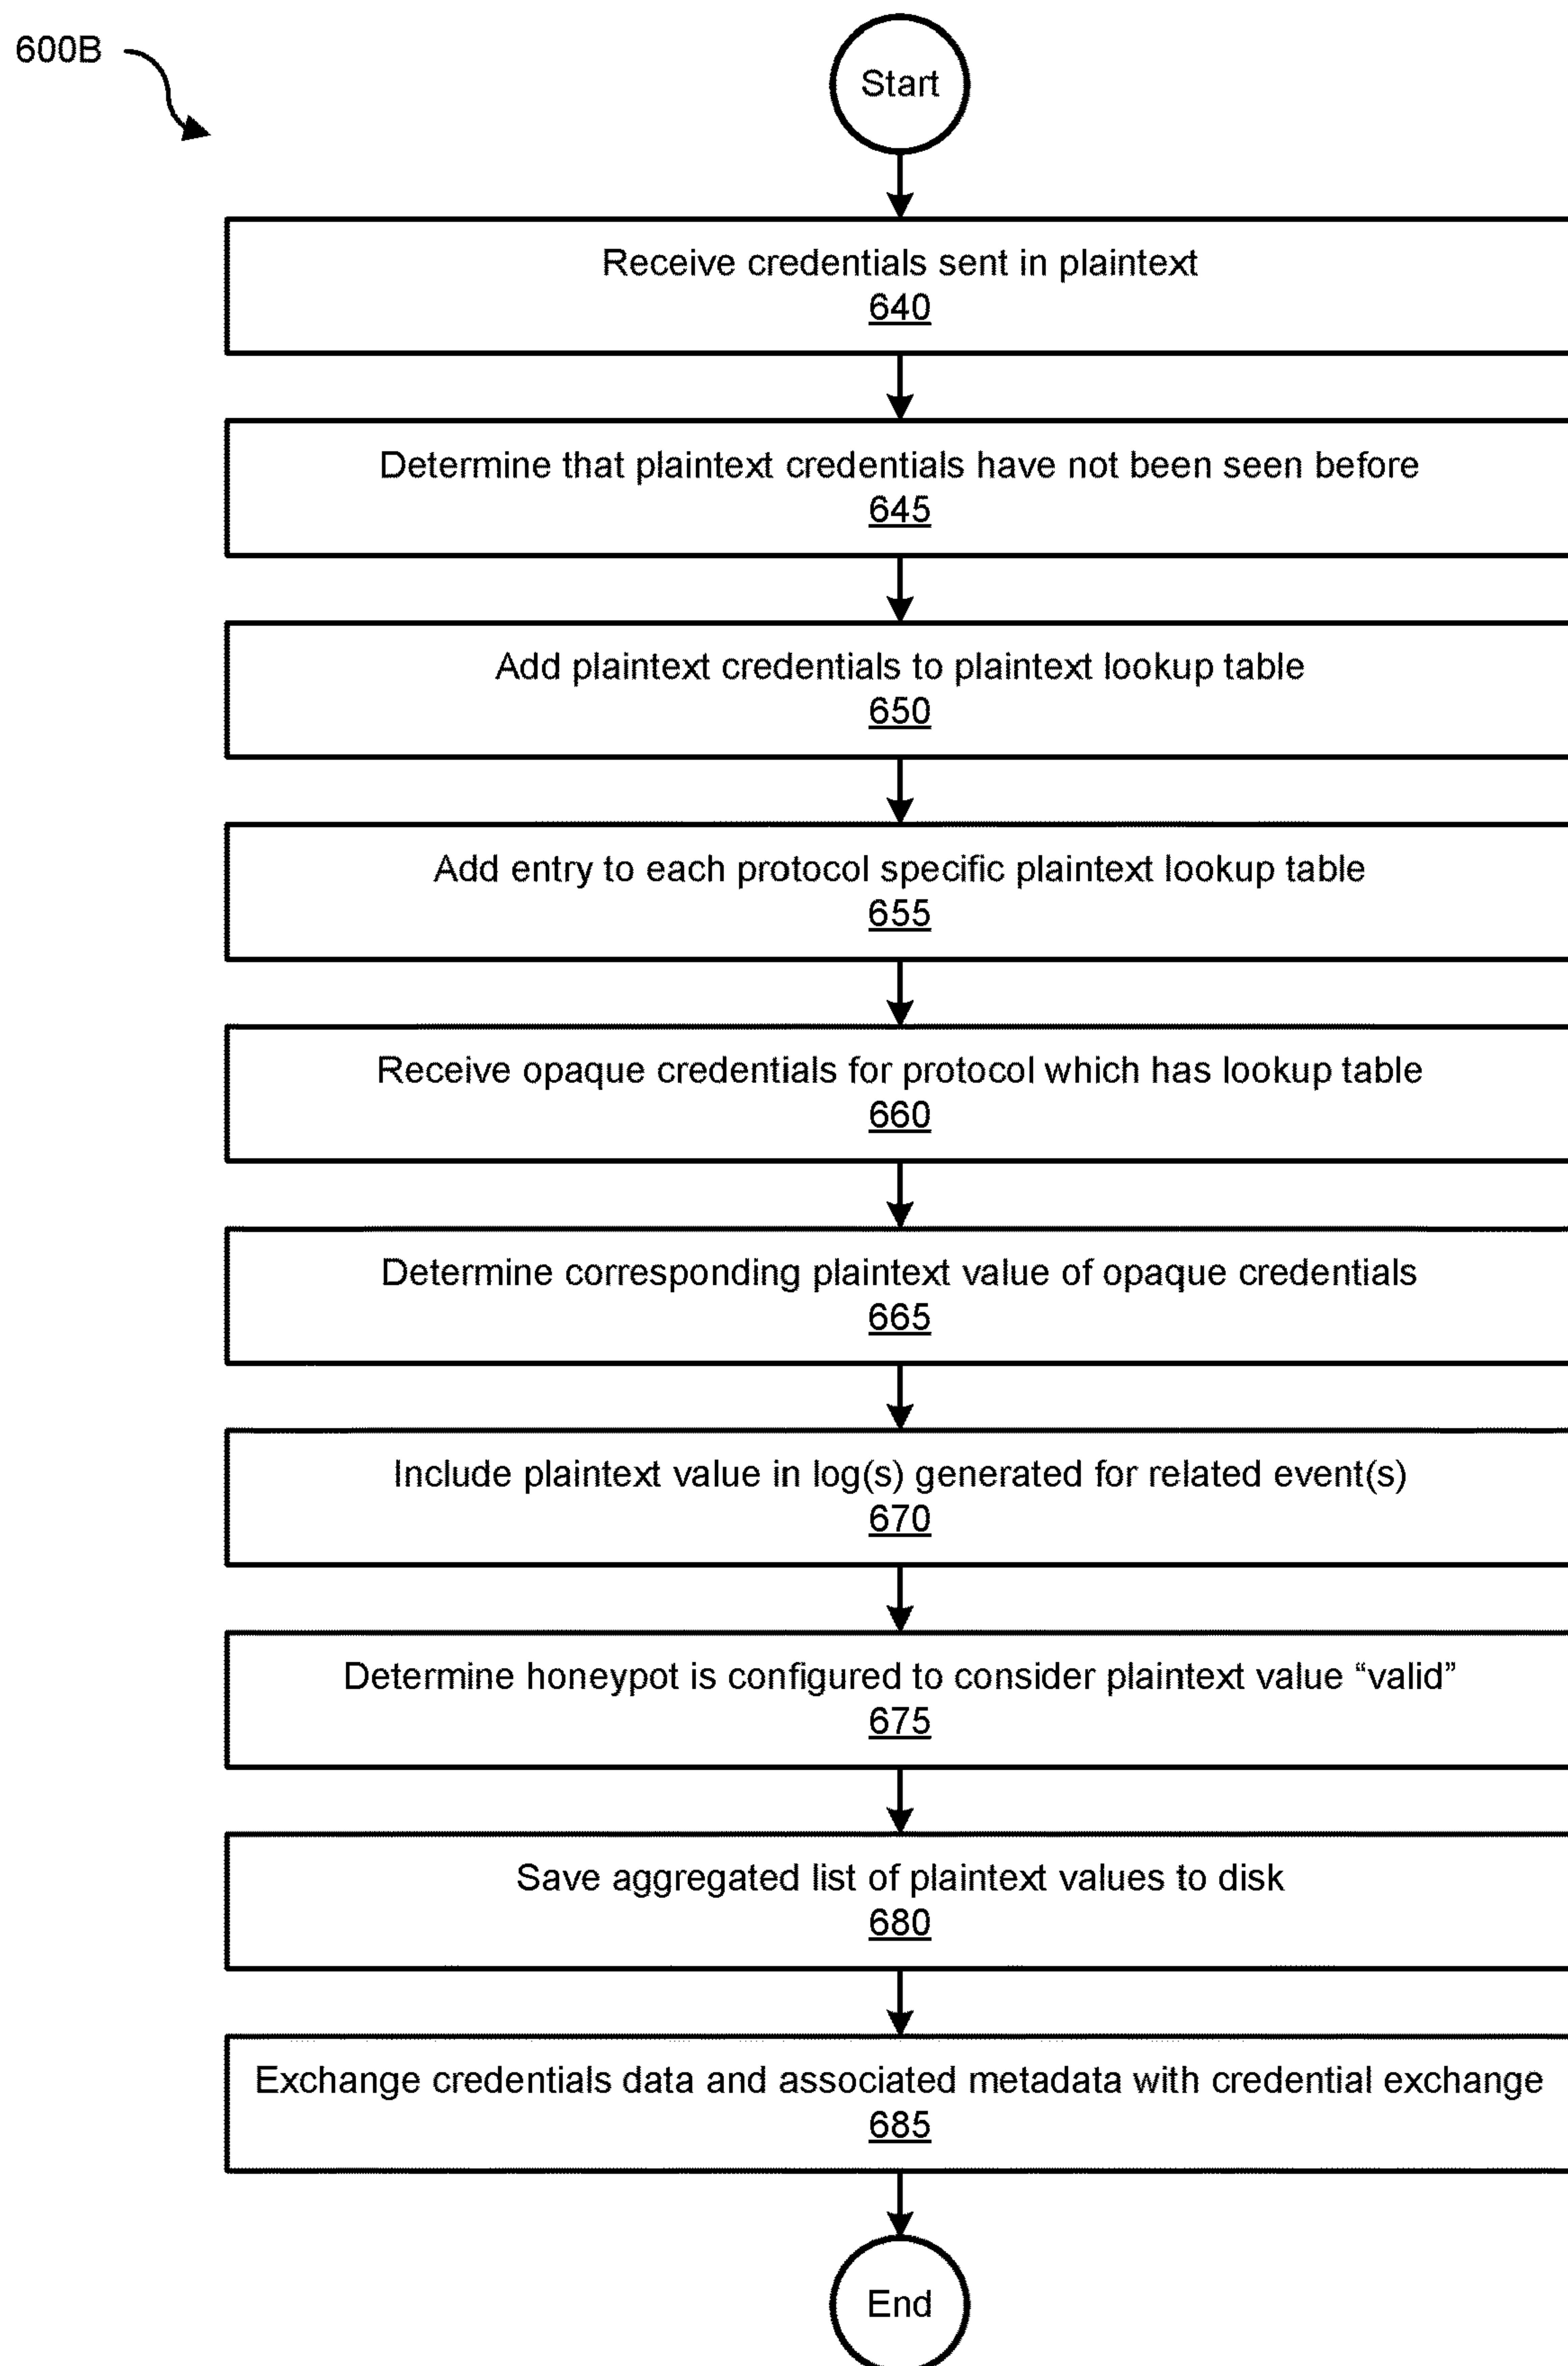 600B
Start
Receive credentials sent in plaintext
640
Determine that plaintext credentials have not been seen before
645
Add plaintext credentials to plaintext lookup table
650
Add entry to each protocol specific plaintext lookup table
655
Receive opaque credentials for protocol which has lookup table
660
Determine corresponding plaintext value of opaque credentials
665
Include plaintext value in log(s) generated for related event(s)
670
Determine honeypot is configured to consider plaintext value “valid”
675
Save aggregated list of plaintext values to disk
680
Exchange credentials data and associated metadata with credential exchange
685
End